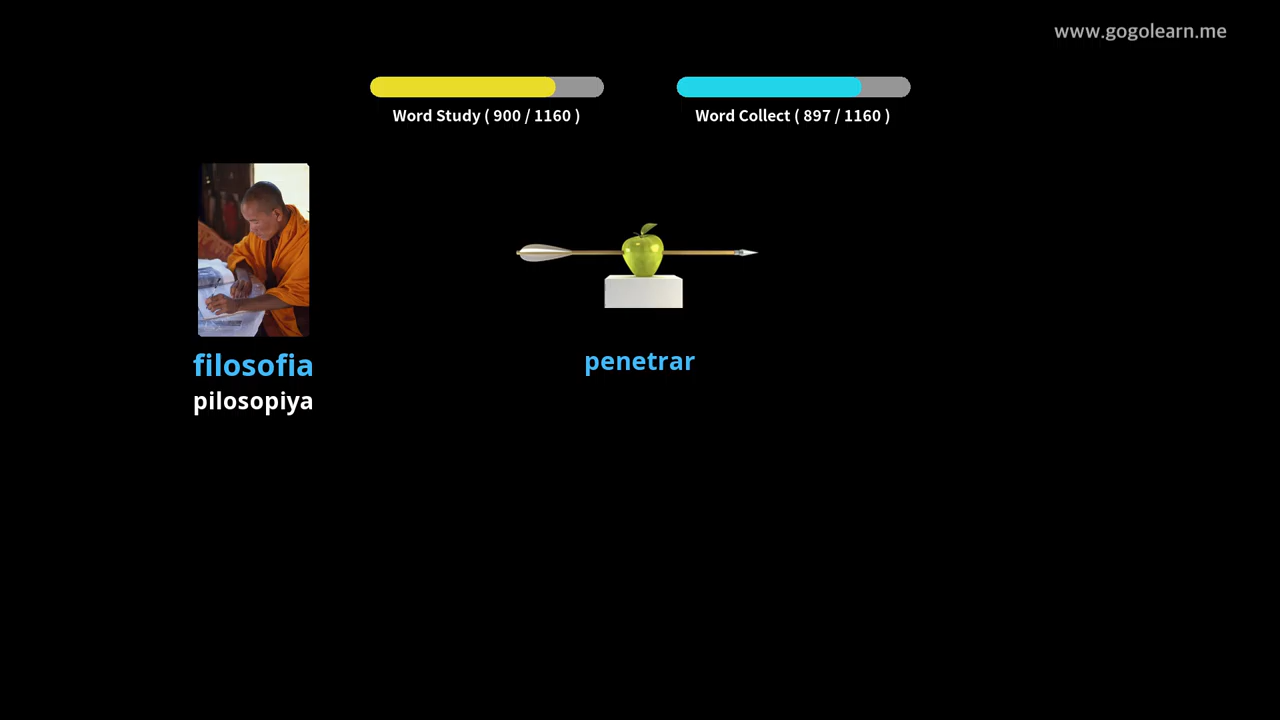 www.gogolearn.me
Word Study ( 900 / 1160 )
Word Collect ( 897 / 1160 )
filosofia
pilosopiya
penetrar